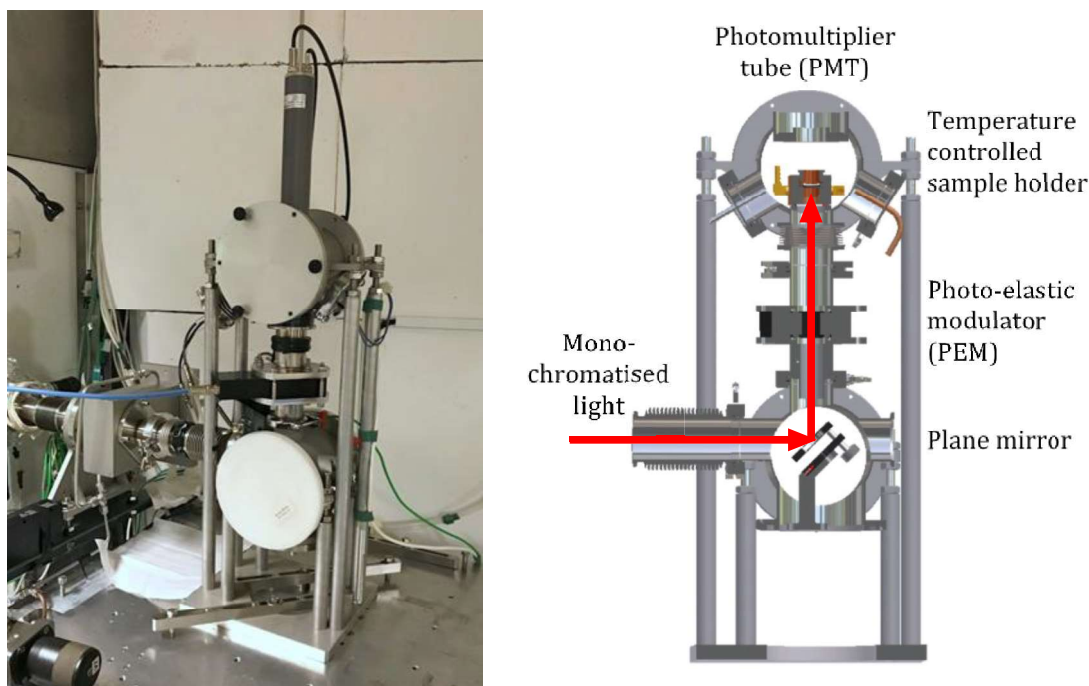 Photomultiplier
tube (PMT)
Temperature
controlled
sample holder
Photo-elastic
modulator
(PEM)
Mono-
chromatised
light
Plane mirror